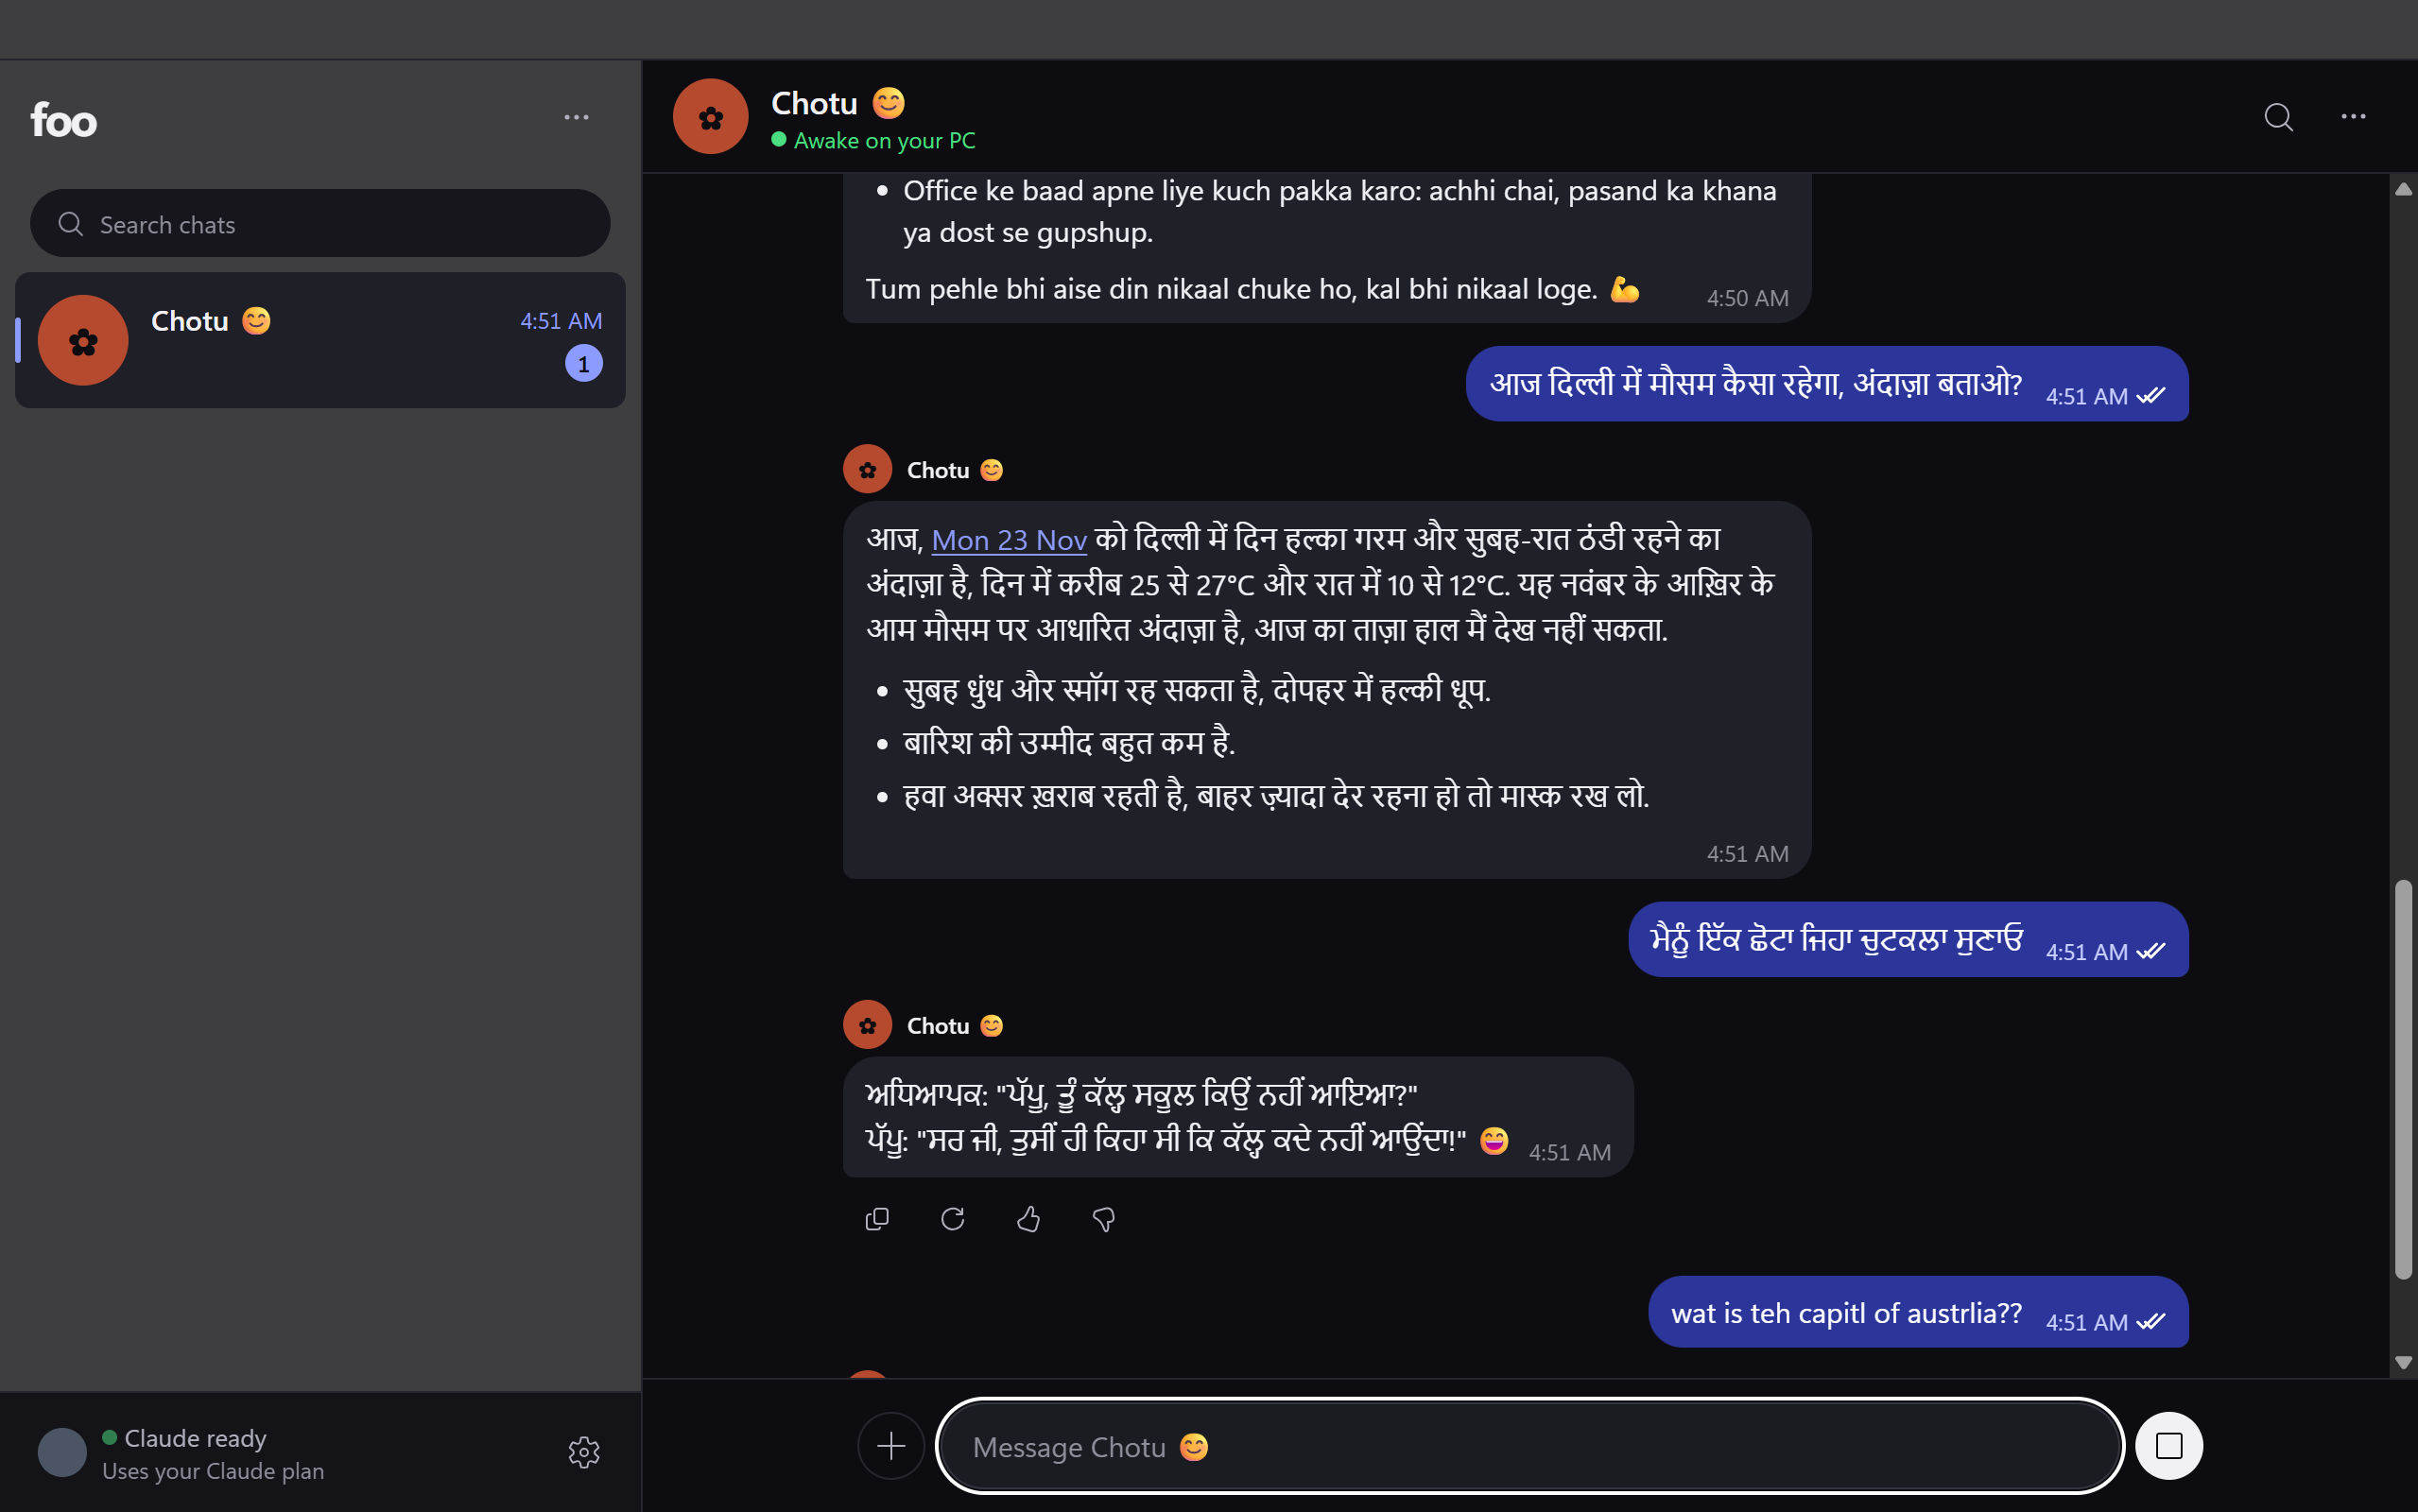 foo
Search chats
Chotu 😊
4:51 AM
1
Claude ready
Uses your Claude plan
Chotu 😊
Awake on your PC
Office ke baad apne liye kuch pakka karo: achhi chai, pasand ka khana
ya dost se gupshup.
Tum pehle bhi aise din nikaal chuke ho, kal bhi nikaal loge. 💪
4:50 AM
आज दिल्ली में मौसम कैसा रहेगा, अंदाज़ा बताओ?
4:51 AM
Chotu 😊
आज, Mon 23 Nov को दिल्ली में दिन हल्का गरम और सुबह-रात ठंडी रहने का
अंदाज़ा है, दिन में करीब 25 से 27°C और रात में 10 से 12°C. यह नवंबर के आख़िर के
आम मौसम पर आधारित अंदाज़ा है, आज का ताज़ा हाल मैं देख नहीं सकता.
सुबह धुंध और स्मॉग रह सकता है, दोपहर में हल्की धूप.
बारिश की उम्मीद बहुत कम है.
हवा अक्सर ख़राब रहती है, बाहर ज़्यादा देर रहना हो तो मास्क रख लो.
4:51 AM
ਮੈਨੂੰ ਇੱਕ ਛੋਟਾ ਜਿਹਾ ਚੁਟਕਲਾ ਸੁਣਾਓ
4:51 AM
Chotu 😊
ਅਧਿਆਪਕ: "ਪੱਪੂ, ਤੂੰ ਕੱਲ੍ਹ ਸਕੂਲ ਕਿਉਂ ਨਹੀਂ ਆਇਆ?"
ਪੱਪੂ: "ਸਰ ਜੀ, ਤੁਸੀਂ ਹੀ ਕਿਹਾ ਸੀ ਕਿ ਕੱਲ੍ਹ ਕਦੇ ਨਹੀਂ ਆਉਂਦਾ!" 😄
4:51 AM
wat is teh capitl of austrlia??
4:51 AM
Message Chotu 😊